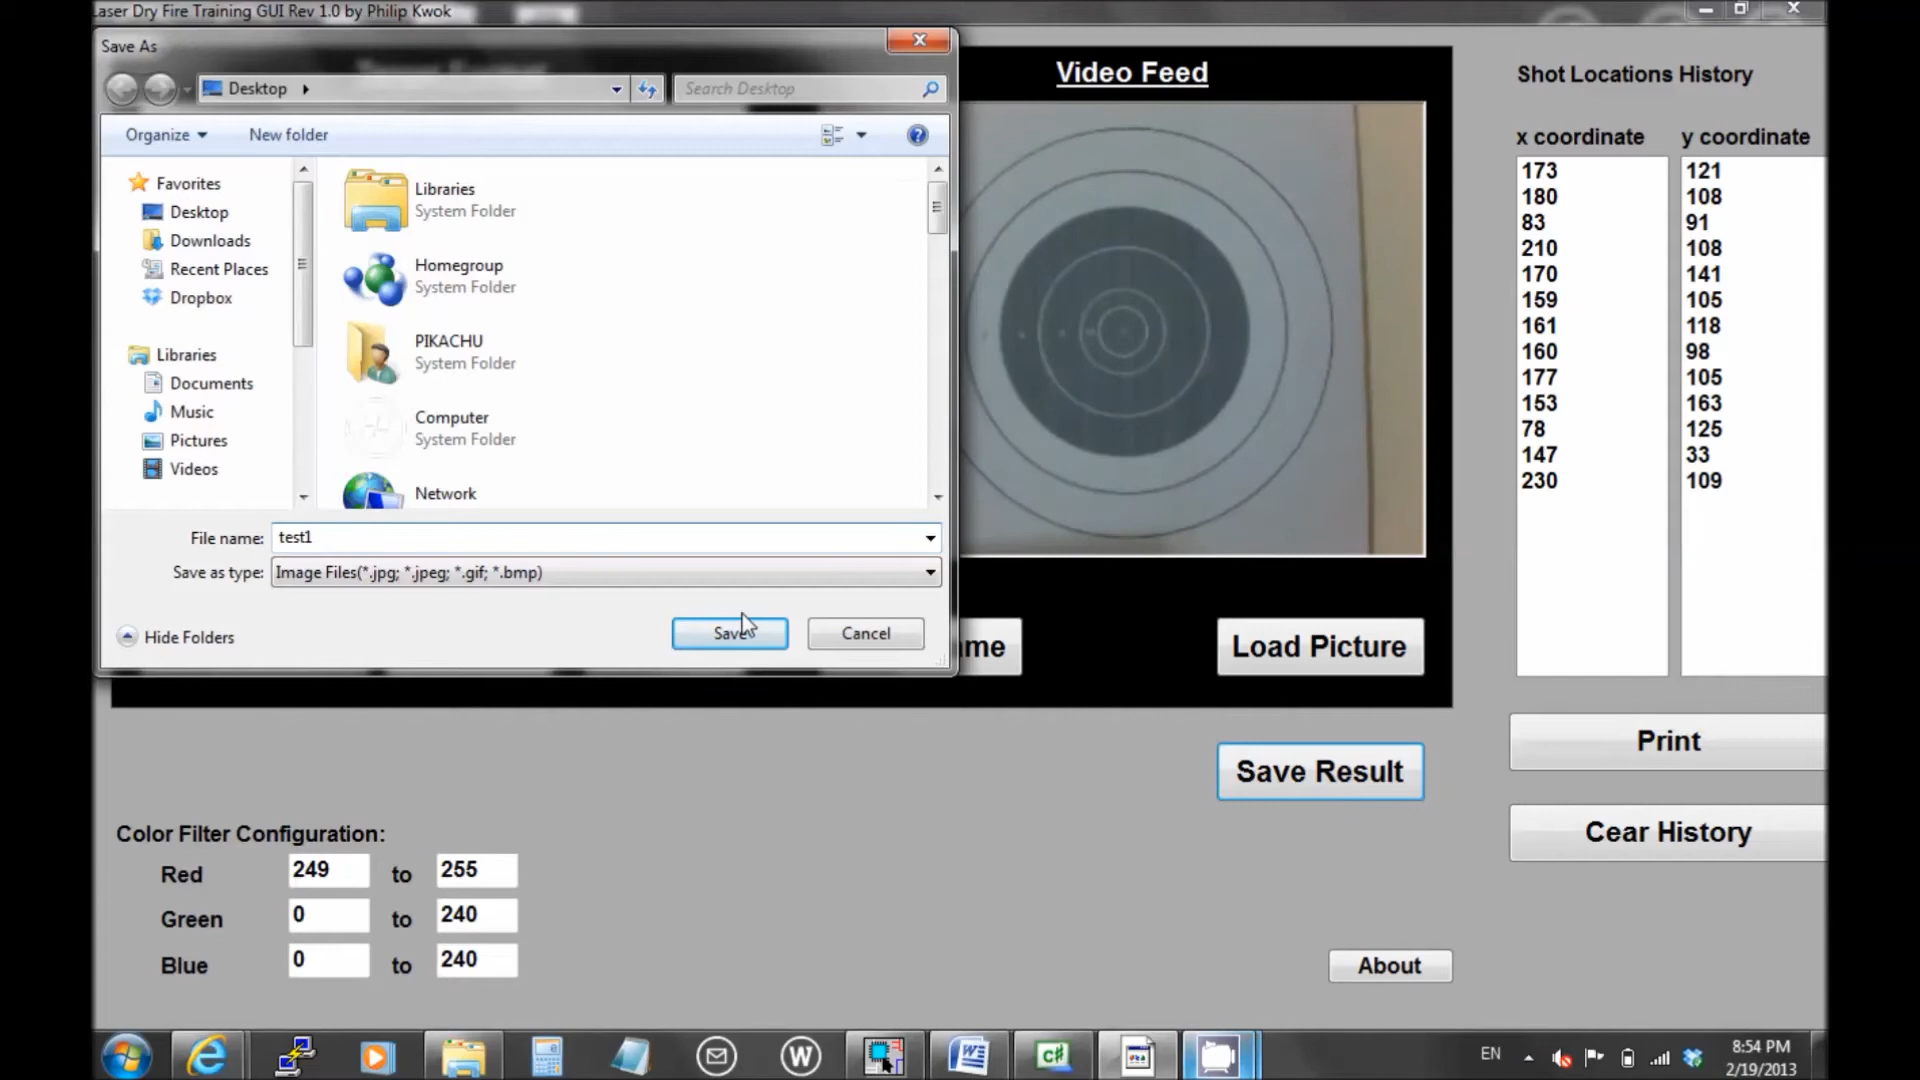 Laser Dry Fire Training GUI Rev 1.0 by Philip Kwok
Save As
Desktop
Search Desktop
Organize
New folder
Favorites
Desktop
Downloads
Recent Places
Dropbox
Libraries
Documents
Music
Pictures
Videos
Libraries
System Folder
Homegroup
System Folder
PIKACHU
System Folder
Computer
System Folder
Network
File name: test1
Save as type: Image Files(*.jpg; *.jpeg; *.gif; *.bmp)
Hide Folders
Save
Cancel
Video Feed
me
Load Picture
Save Result
Shot Locations History
x coordinate y coordinate
173 121
180 108
83 91
210 108
170 141
159 105
161 118
160 98
177 105
153 163
78 125
147 33
230 109
Print
Cear History
Color Filter Configuration:
Red 249 to 255
Green 0 to 240
Blue 0 to 240
About
W
C#
EN
8:54 PM
2/19/2013